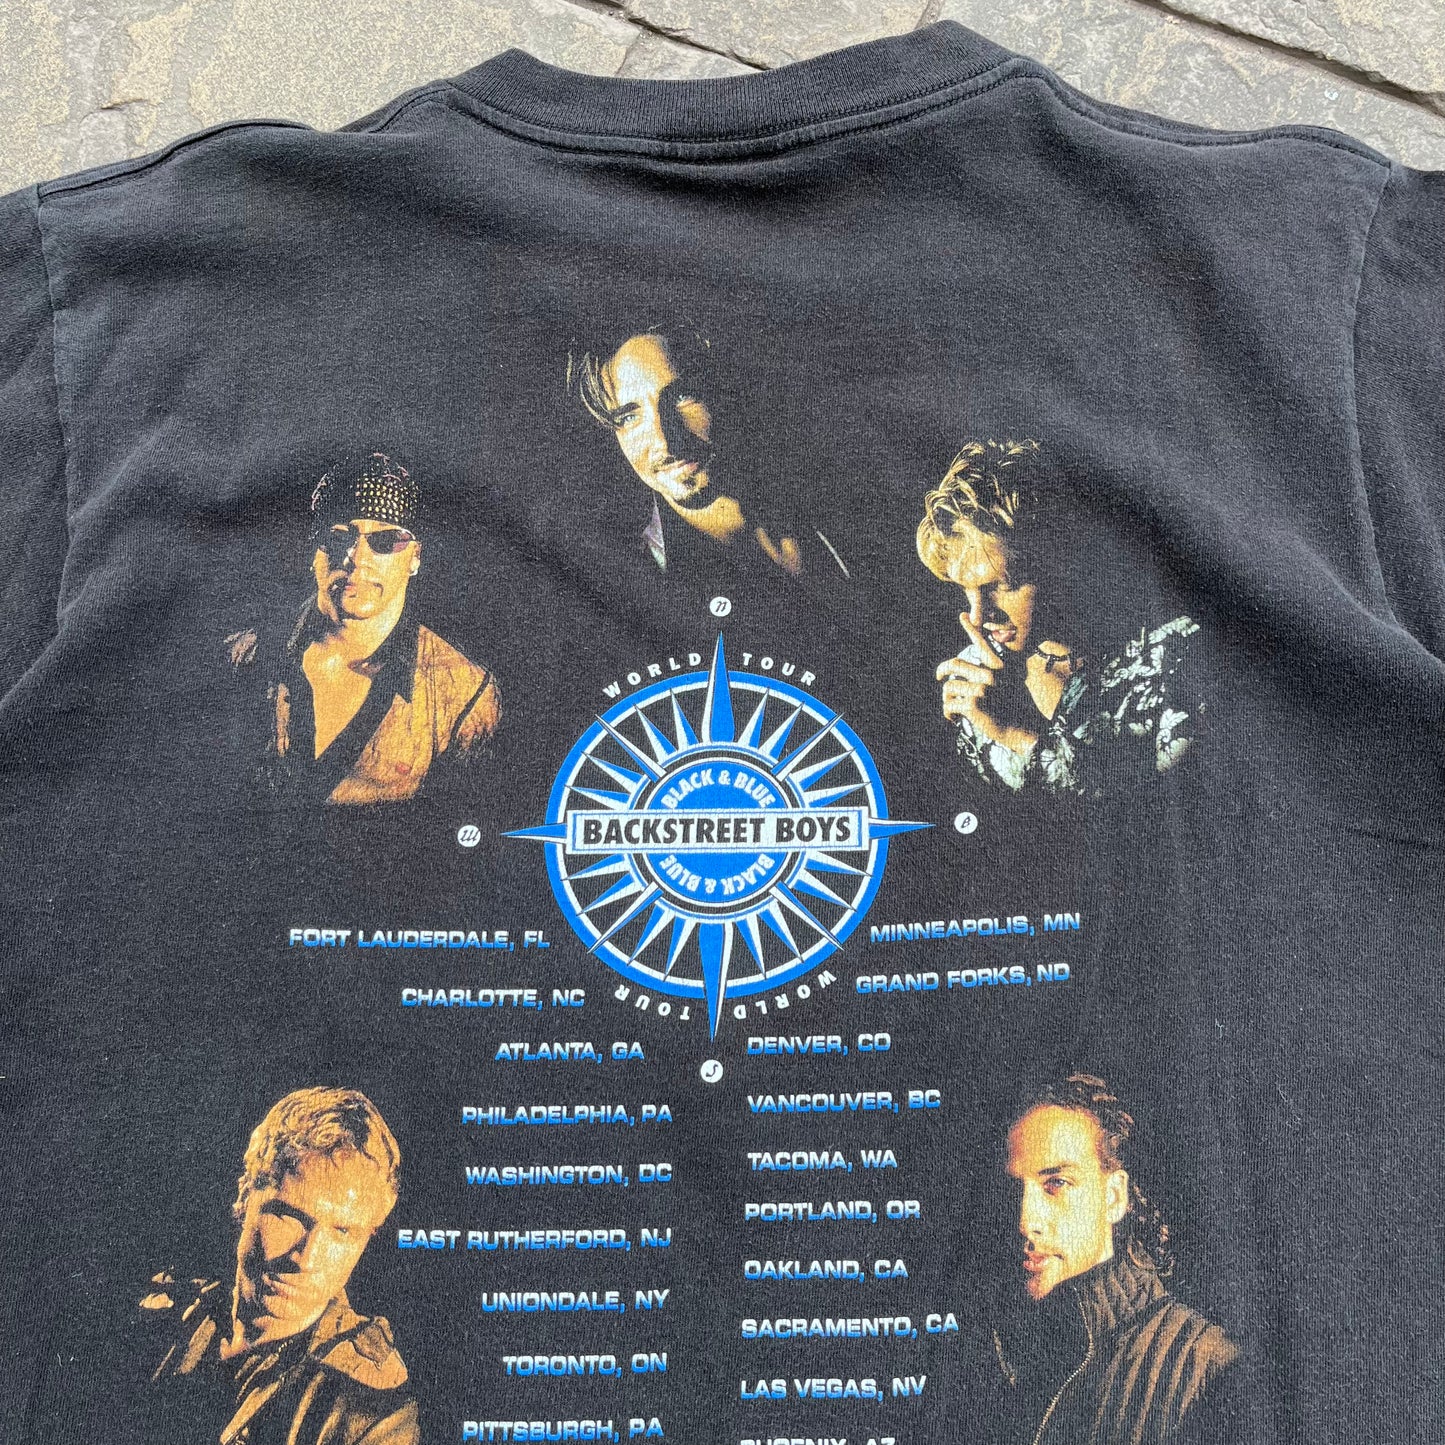 n
WORLD TOUR
BLACK & BLUE
W
BACKSTREET BOYS
B
BLACK & BLUE
WORLD TOUR
S
FORT LAUDERDALE, FL
CHARLOTTE, NC
ATLANTA, GA
PHILADELPHIA, PA
WASHINGTON, DC
EAST RUTHERFORD, NJ
UNIONDALE, NY
TORONTO, ON
PITTSBURGH, PA
MINNEAPOLIS, MN
GRAND FORKS, ND
DENVER, CO
VANCOUVER, BC
TACOMA, WA
PORTLAND, OR
OAKLAND, CA
SACRAMENTO, CA
LAS VEGAS, NV
PHOENIX, AZ